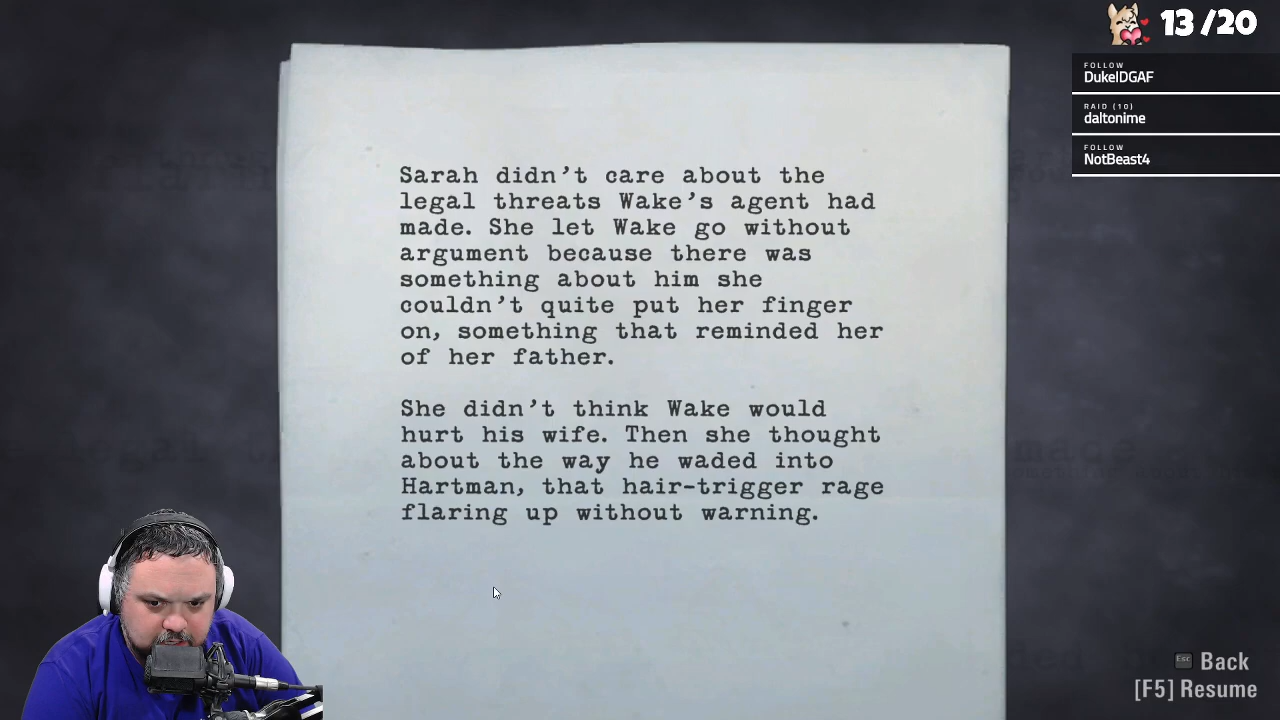 13/20
FOLLOW
DukeIDGAF
RAID (10)
daltonime
FOLLOW
NotBeast4
Sarah didn't care about the
legal threats Wake's agent had
made. She let Wake go without
argument because there was
something about him she
couldn't quite put her finger
on, something that reminded her
of her father.
She didn't think Wake would
hurt his wife. Then she thought
about the way he waded into
Hartman, that hair-trigger rage
flaring up without warning.
Esc Back
[F5] Resume